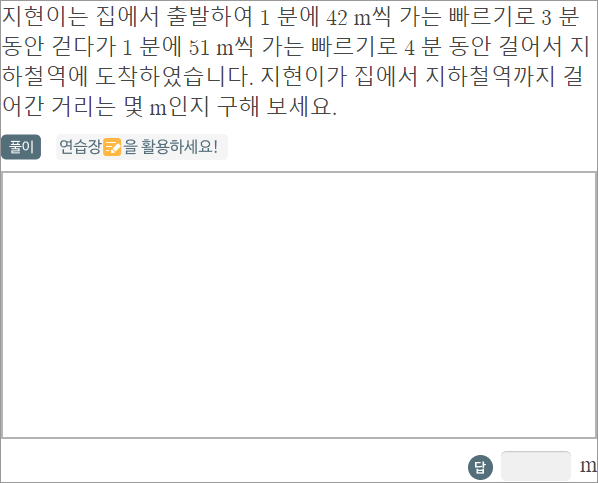 지현이는 집에서 출발하여 1 분에 42 m씩 가는 빠르기로 3 분
동안 걷다가 1 분에 51 m씩 가는 빠르기로 4 분 동안 걸어서 지
하철역에 도착하였습니다. 지현이가 집에서 지하철역까지 걸
어간 거리는 몇 m인지 구해 보세요.
풀이 연습장을 활용하세요!
답 m